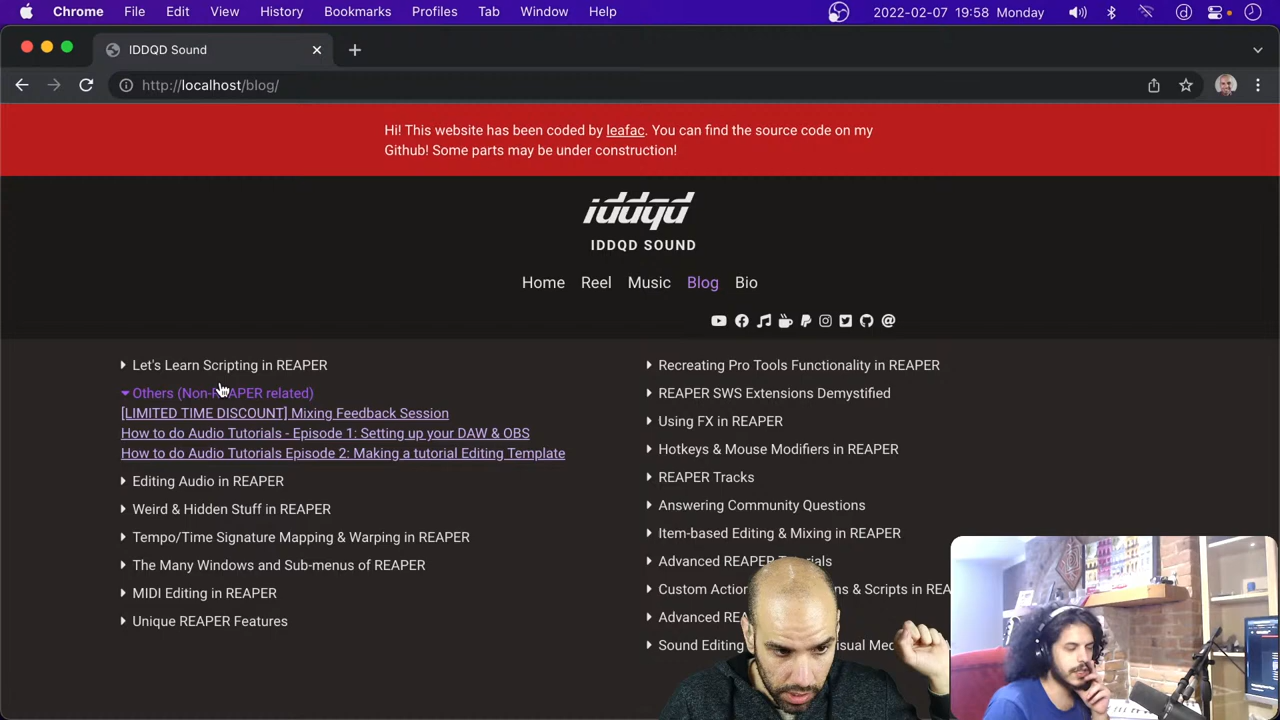 Chrome File Edit View History Bookmarks Profiles Tab Window Help 2022-02-07 19:58 Monday
IDDQD Sound
http://localhost/blog/
Hi! This website has been coded by leafac. You can find the source code on my
Github! Some parts may be under construction!
iddqd
IDDQD SOUND
Home Reel Music Blog Bio
Let's Learn Scripting in REAPER
Others (Non-REAPER related)
[LIMITED TIME DISCOUNT] Mixing Feedback Session
How to do Audio Tutorials - Episode 1: Setting up your DAW & OBS
How to do Audio Tutorials Episode 2: Making a tutorial Editing Template
Editing Audio in REAPER
Weird & Hidden Stuff in REAPER
Tempo/Time Signature Mapping & Warping in REAPER
The Many Windows and Sub-menus of REAPER
MIDI Editing in REAPER
Unique REAPER Features
Recreating Pro Tools Functionality in REAPER
REAPER SWS Extensions Demystified
Using FX in REAPER
Hotkeys & Mouse Modifiers in REAPER
REAPER Tracks
Answering Community Questions
Item-based Editing & Mixing in REAPER
Advanced REAPER Tutorials
Custom & Scripts in
Advanced
Sound Editing